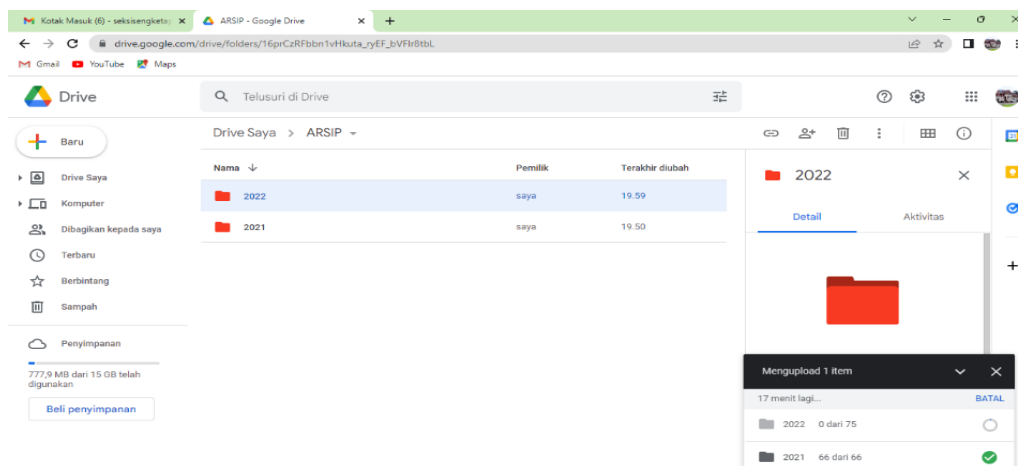 Kotak Masuk (6) - seksisengketa
ARSIP - Google Drive
drive.google.com/drive/folders/16prCzRFbbn1vHkuta_ryEF_bVFlr8tbL
Gmail YouTube Maps
Drive
Telusuri di Drive
Baru
Drive Saya
Komputer
Dibagikan kepada saya
Terbaru
Berbintang
Sampah
Penyimpanan
777,9 MB dari 15 GB telah
digunakan
Beli penyimpanan
Drive Saya > ARSIP
Nama Pemilik Terakhir diubah
2022 saya 19.59
2021 saya 19.50
2022
Detail Aktivitas
Mengupload 1 item
17 menit lagi... BATAL
2022 0 dari 75
2021 66 dari 66